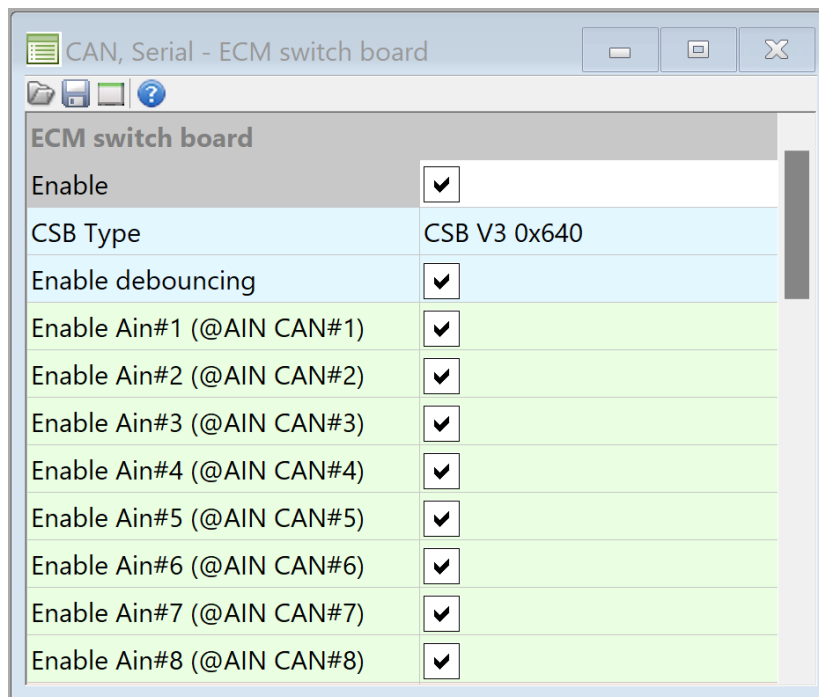 CAN, Serial - ECM switch board
ECM switch board
Enable
CSB Type CSB V3 0x640
Enable debouncing
Enable Ain#1 (@AIN CAN#1)
Enable Ain#2 (@AIN CAN#2)
Enable Ain#3 (@AIN CAN#3)
Enable Ain#4 (@AIN CAN#4)
Enable Ain#5 (@AIN CAN#5)
Enable Ain#6 (@AIN CAN#6)
Enable Ain#7 (@AIN CAN#7)
Enable Ain#8 (@AIN CAN#8)